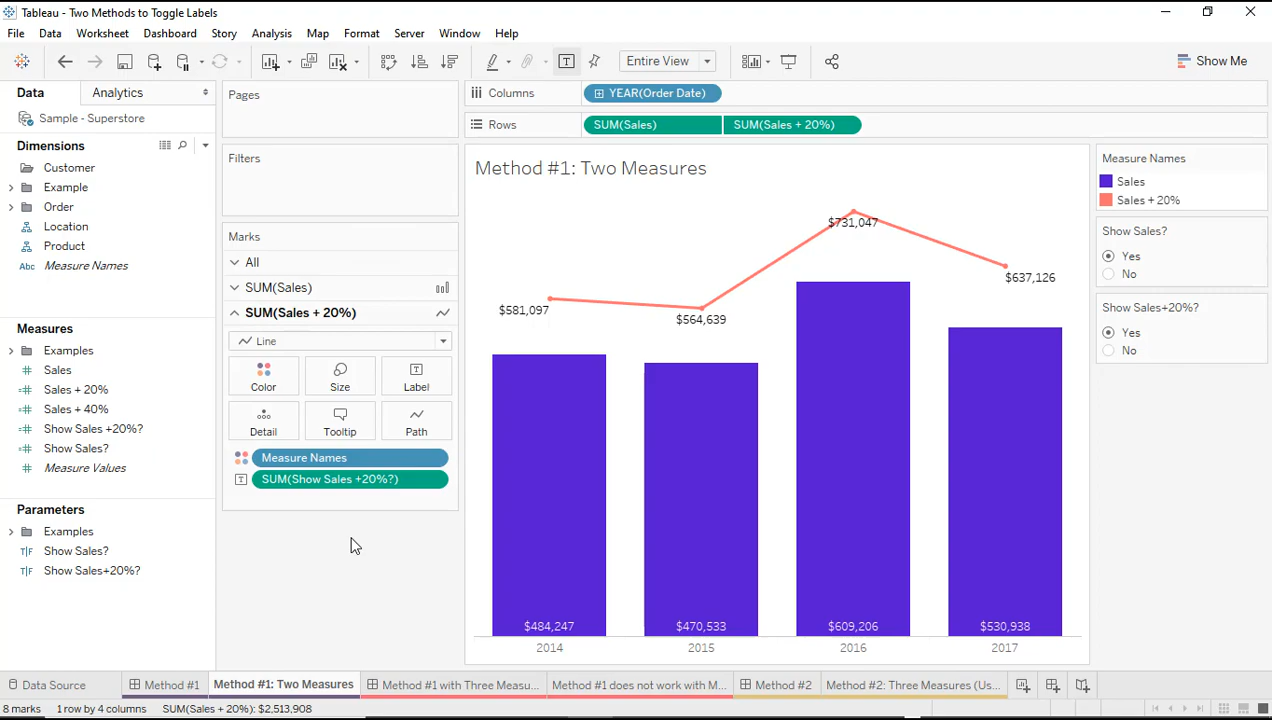 Tableau - Two Methods to Toggle Labels
File Data Worksheet Dashboard Story Analysis Map Format Server Window Help
Entire View
Show Me
Data
Analytics
Sample - Superstore
Dimensions
Customer
Example
Order
Location
Product
Abc Measure Names
Measures
Examples
Sales
Sales + 20%
Sales + 40%
Show Sales +20%?
Show Sales?
Measure Values
Parameters
Examples
T|F Show Sales?
T|F Show Sales+20%?
Pages
Filters
Marks
All
SUM(Sales)
SUM(Sales + 20%)
Line
Color
Size
Label
Detail
Tooltip
Path
Measure Names
SUM(Show Sales +20%?)
Columns
YEAR(Order Date)
Rows
SUM(Sales)
SUM(Sales + 20%)
Method #1: Two Measures
$731,047
$637,126
$581,097
$564,639
$484,247
$470,533
$609,206
$530,938
2014
2015
2016
2017
Measure Names
Sales
Sales + 20%
Show Sales?
Yes
No
Show Sales+20%?
Yes
No
Data Source
Method #1
Method #1: Two Measures
Method #1 with Three Measu...
Method #1 does not work with M...
Method #2
Method #2: Three Measures (Us...
8 marks
1 row by 4 columns
SUM(Sales + 20%): $2,513,908